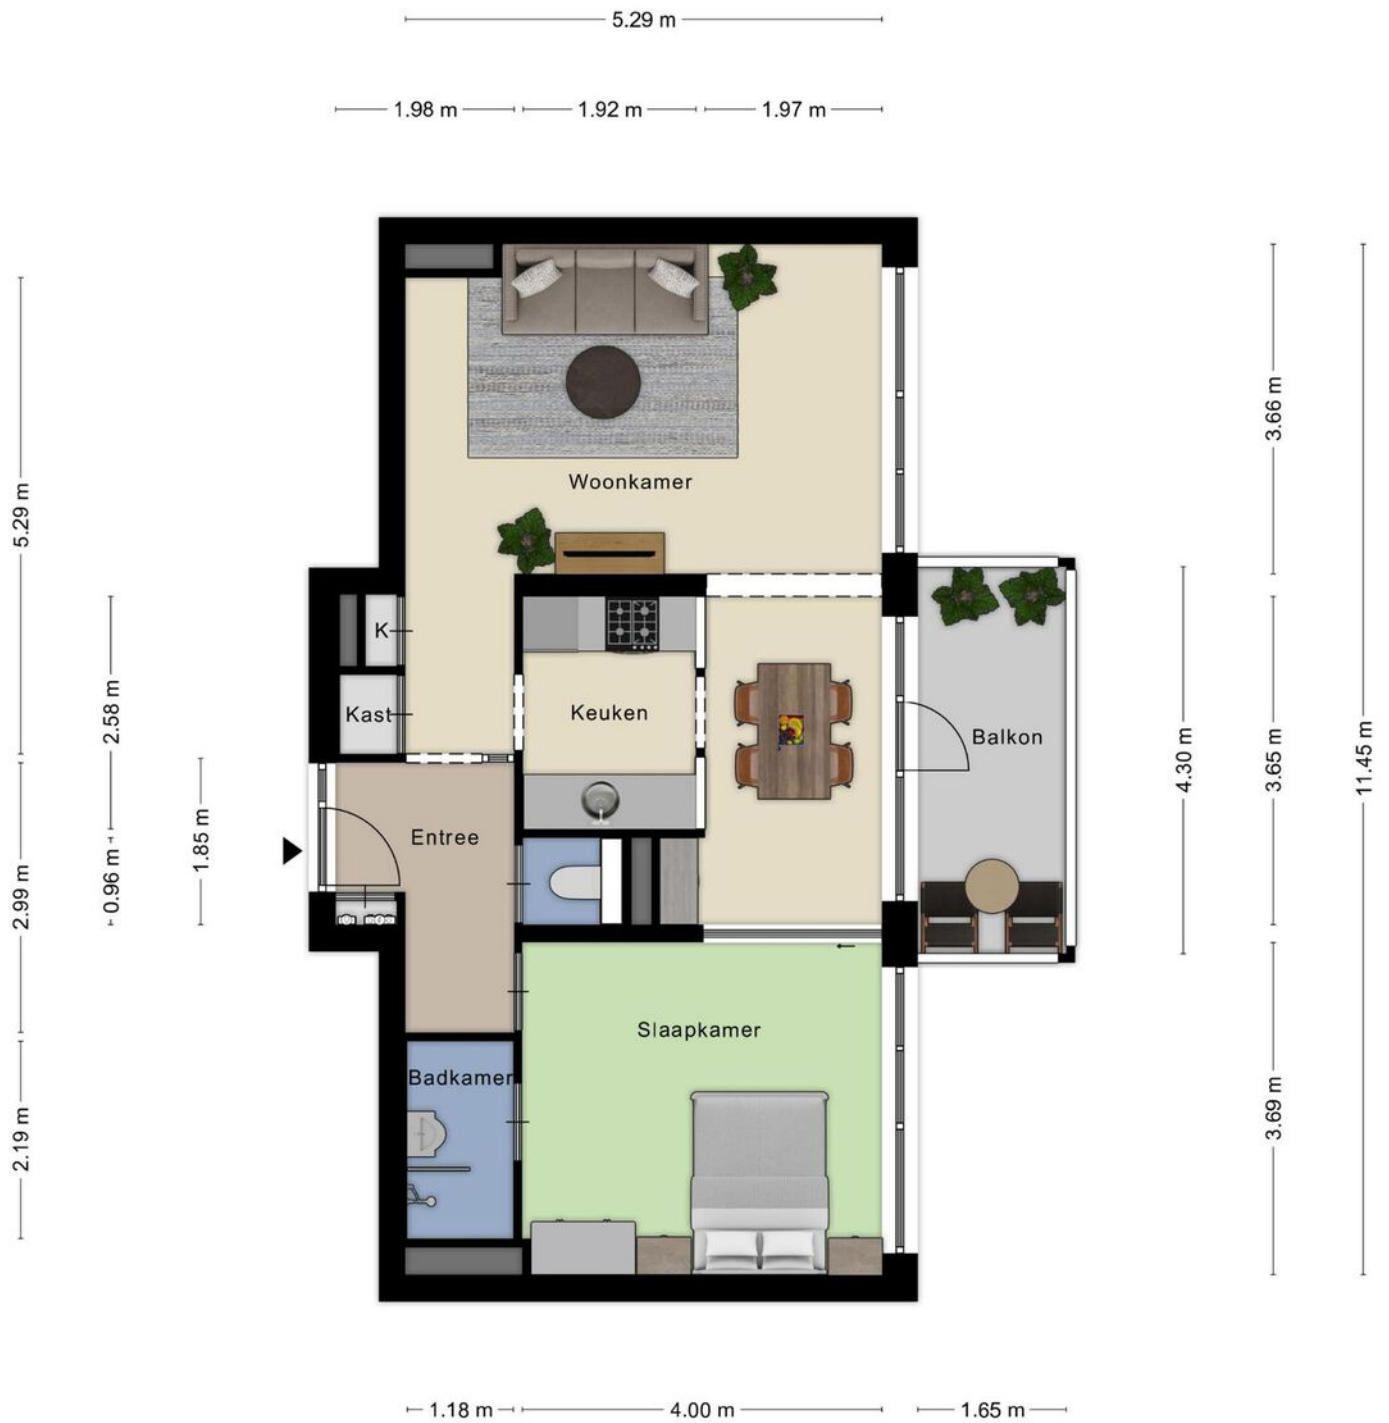 5.29 m
1.98 m
1.92 m
1.97 m
3.66 m
Woonkamer
5.29 m
K
2.58 m
Kast
Keuken
Balkon
4.30 m
3.65 m
11.45 m
Entree
1.85 m
0.96 m
2.99 m
Slaapkamer
Badkamer
3.69 m
2.19 m
1.18 m
4.00 m
1.65 m